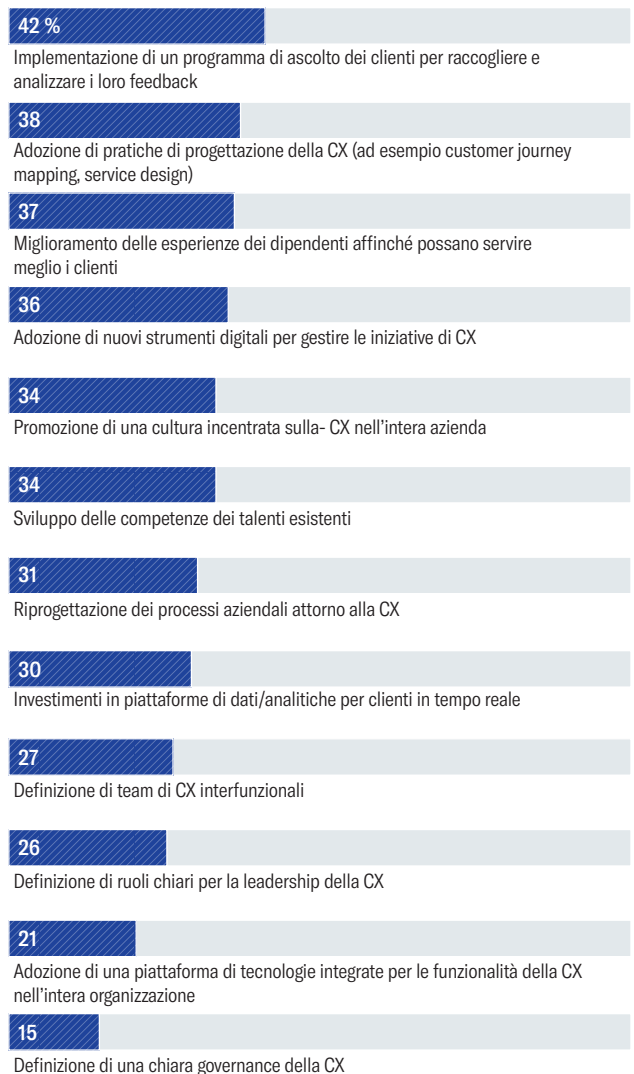 42 %
Implementazione di un programma di ascolto dei clienti per raccogliere e
analizzare i loro feedback
38
Adozione di pratiche di progettazione della CX (ad esempio customer journey
mapping, service design)
37
Miglioramento delle esperienze dei dipendenti affinché possano servire
meglio i clienti
36
Adozione di nuovi strumenti digitali per gestire le iniziative di CX
34
Promozione di una cultura incentrata sulla- CX nell'intera azienda
34
Sviluppo delle competenze dei talenti esistenti
31
Riprogettazione dei processi aziendali attorno alla CX
30
Investimenti in piattaforme di dati/analitiche per clienti in tempo reale
27
Definizione di team di CX interfunzionali
26
Definizione di ruoli chiari per la leadership della CX
21
Adozione di una piattaforma di tecnologie integrate per le funzionalità della CX
nell'intera organizzazione
15
Definizione di una chiara governance della CX